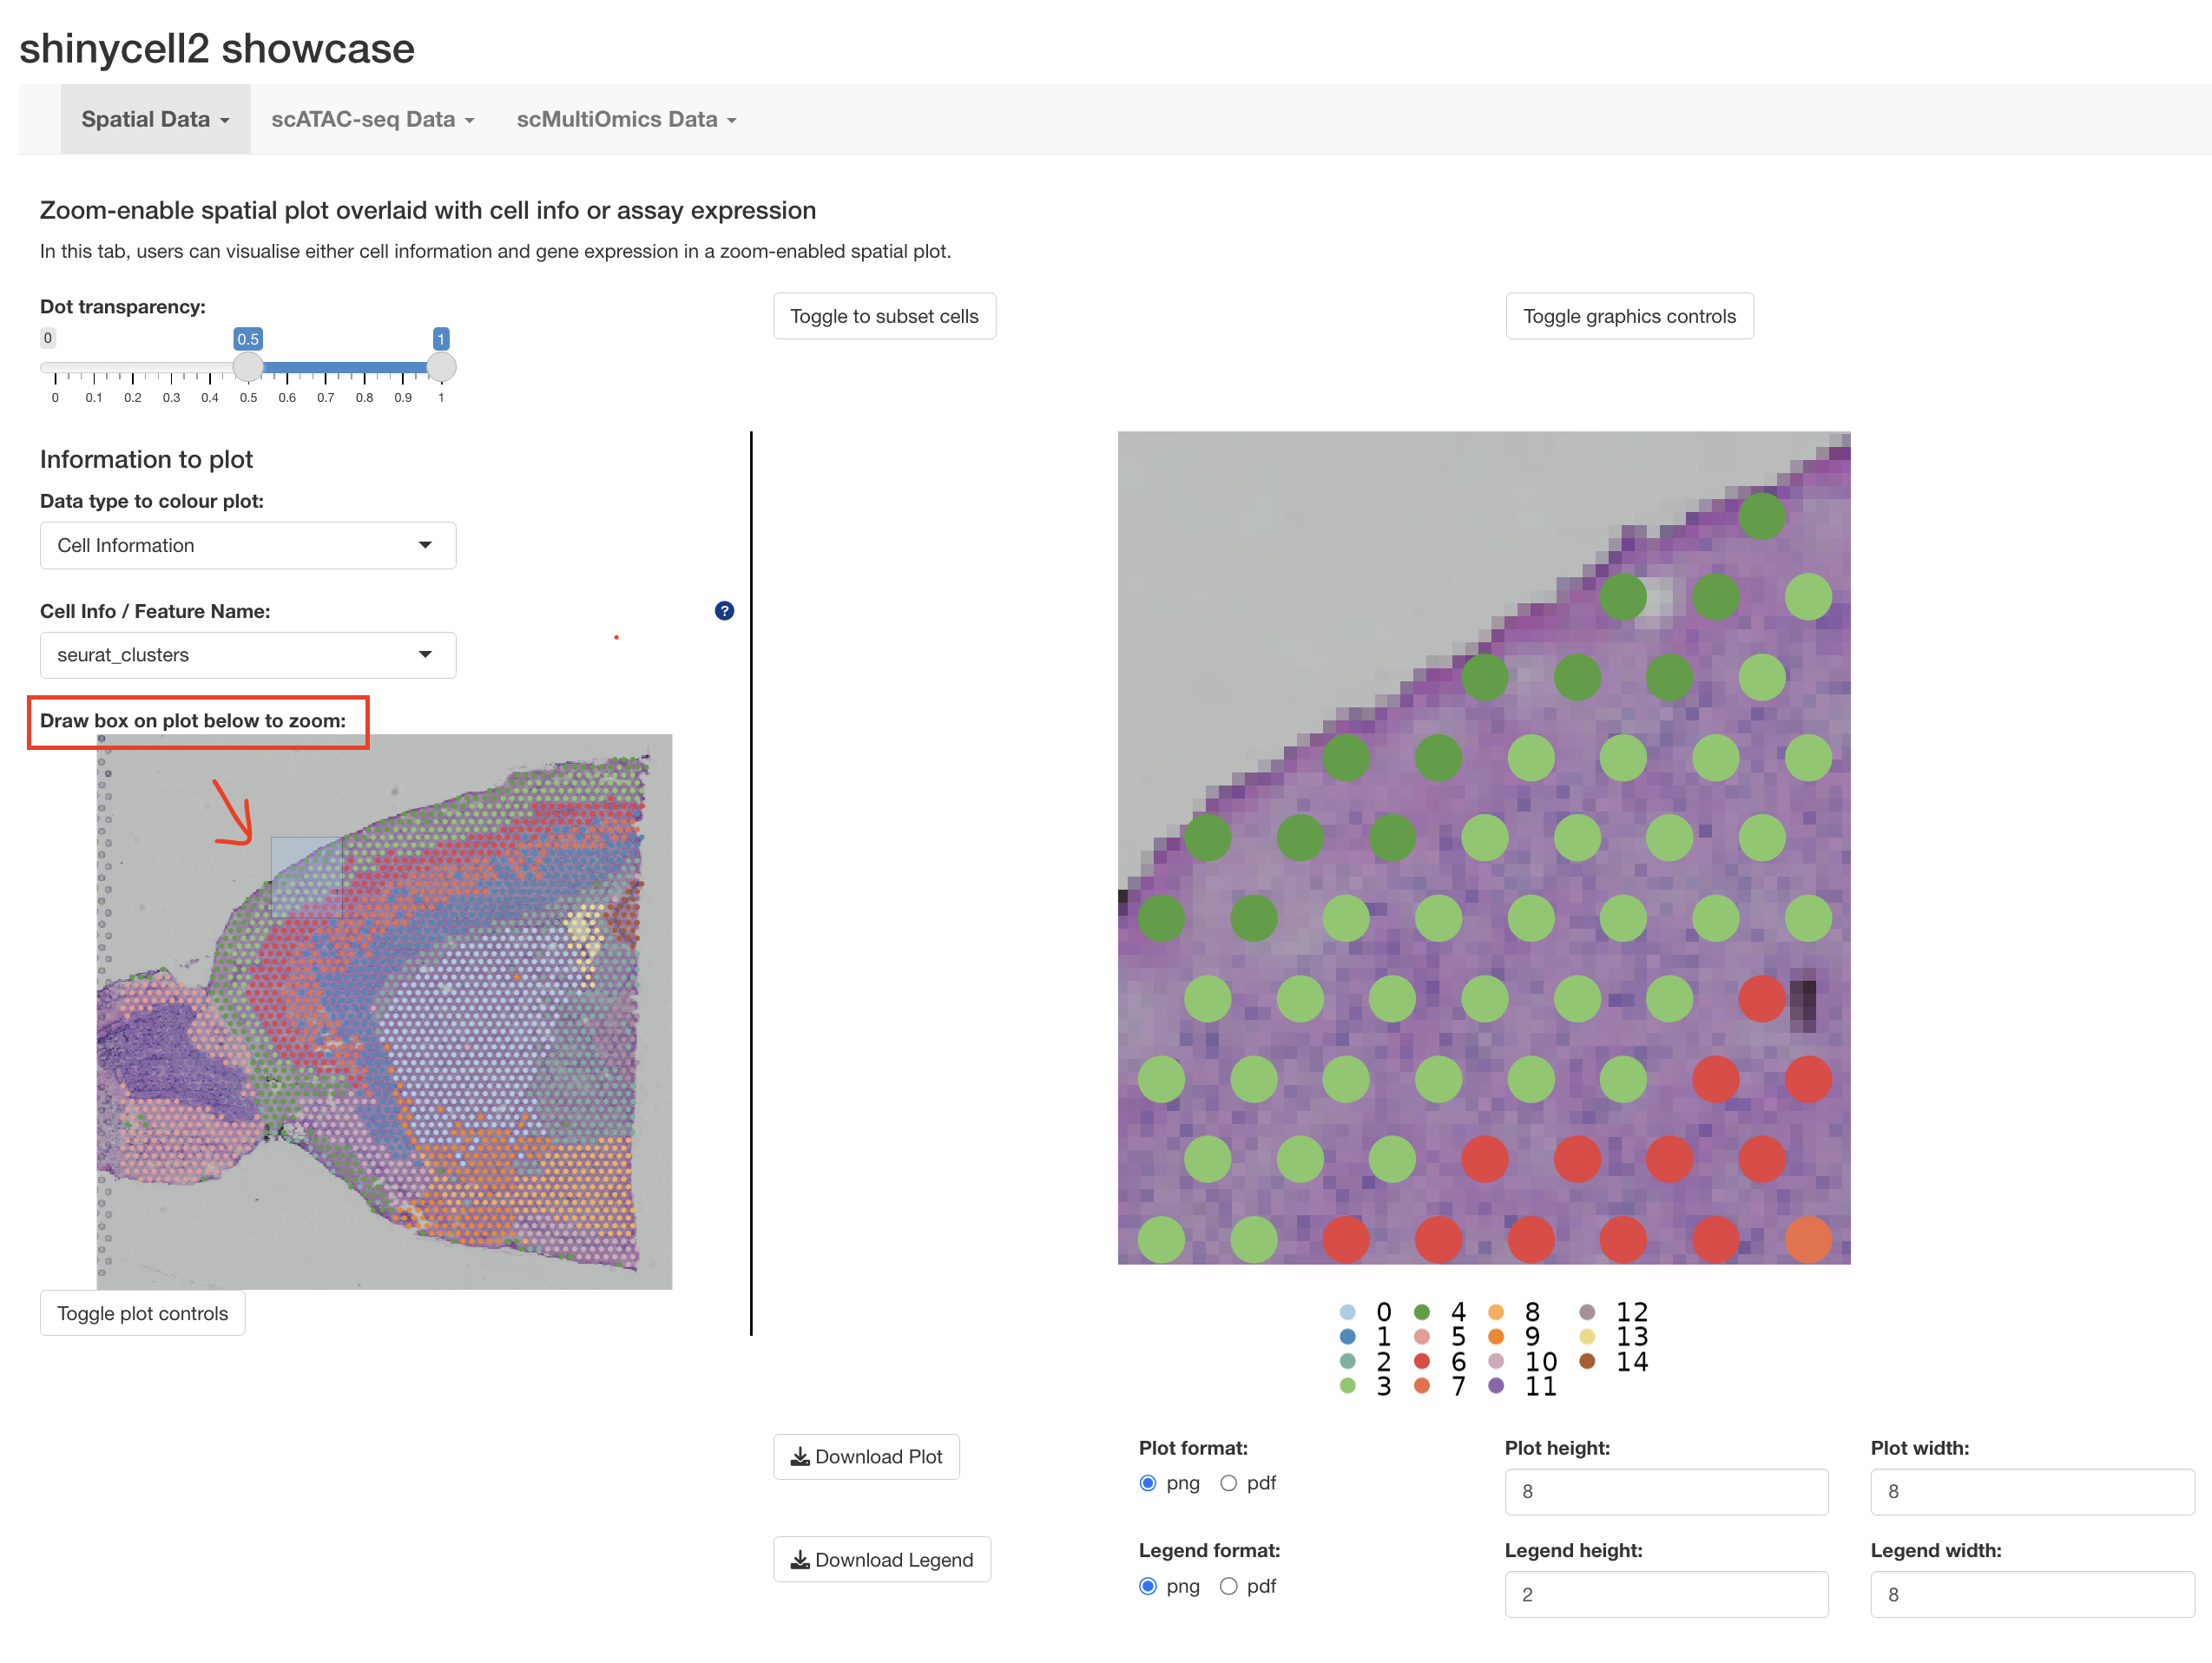 shinycell2 showcase
Spatial Data scATAC-seq Data scMultiOmics Data
Zoom-enable spatial plot overlaid with cell info or assay expression
In this tab, users can visualise either cell information and gene expression in a zoom-enabled spatial plot.
Dot transparency:
0 0.5 1
0 0.1 0.2 0.3 0.4 0.5 0.6 0.7 0.8 0.9 1
Toggle to subset cells
Toggle graphics controls
Information to plot
Data type to colour plot:
Cell Information
Cell Info / Feature Name:
?
seurat_clusters
Draw box on plot below to zoom:
Toggle plot controls
0 4 8 12
1 5 9 13
2 6 10 14
3 7 11
Download Plot
Plot format:
png pdf
Plot height:
8
Plot width:
8
Download Legend
Legend format:
png pdf
Legend height:
2
Legend width:
8